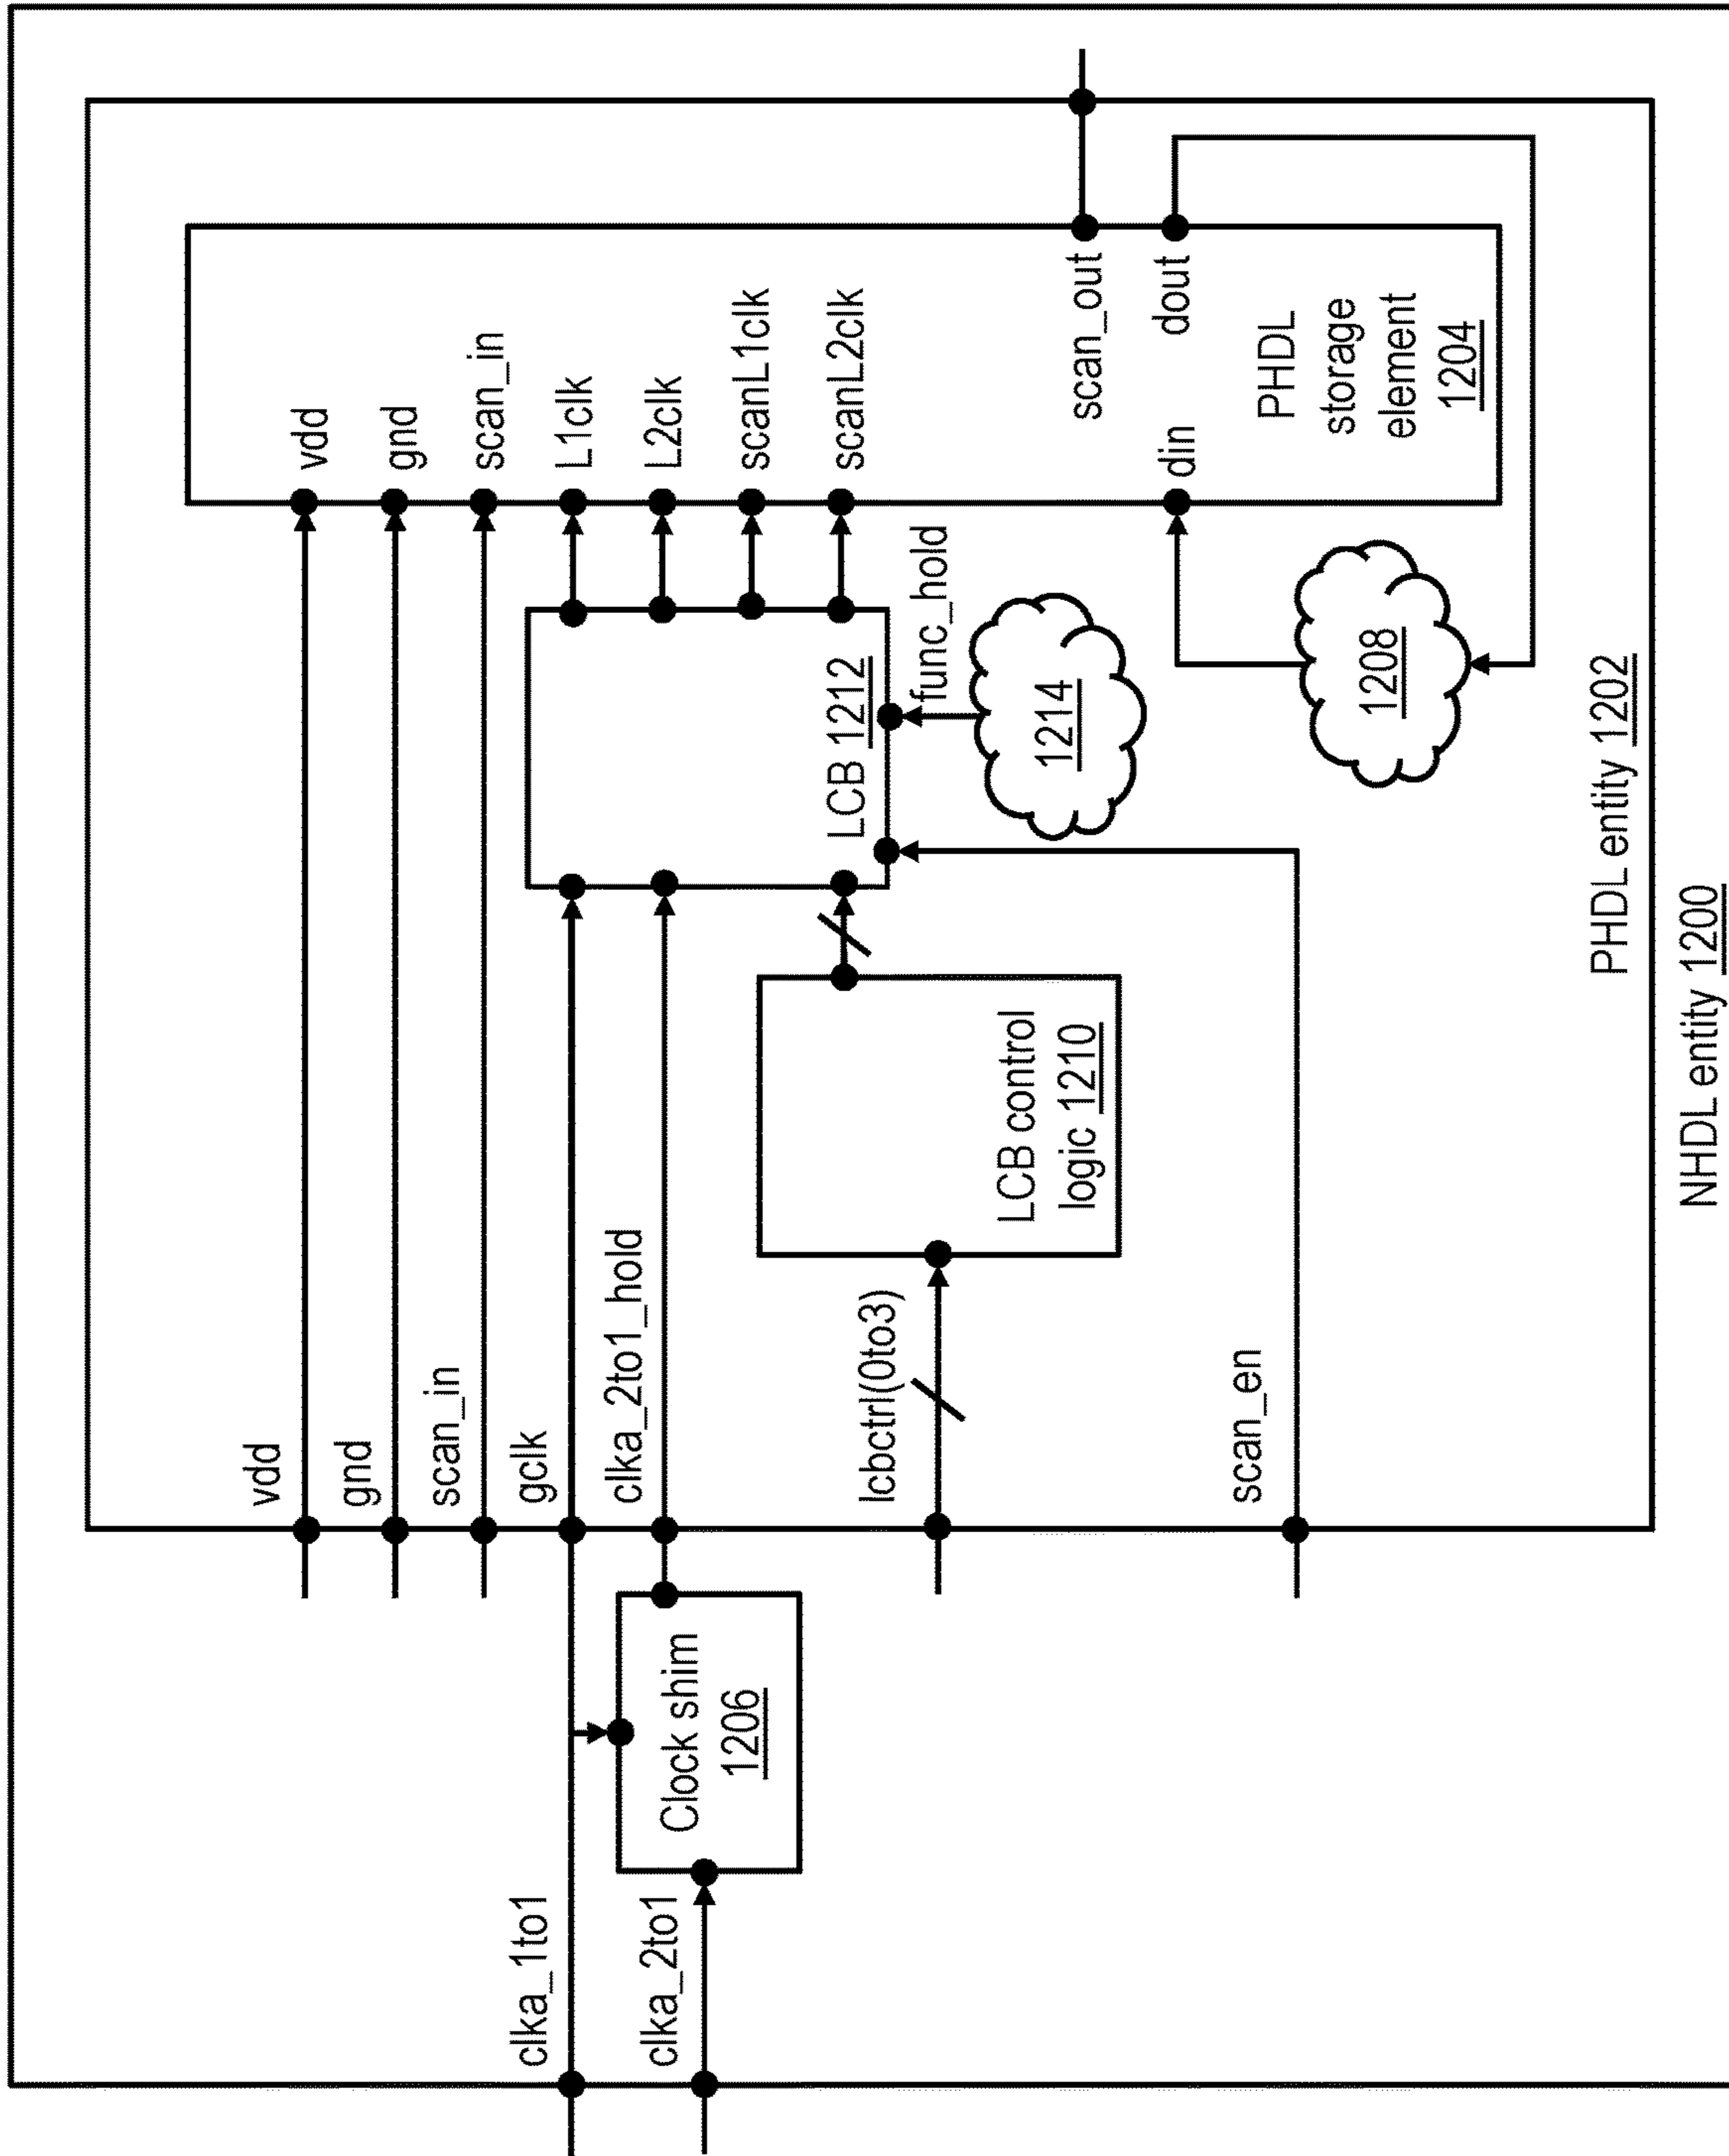 clka_1to1
clka_2to1
Clock shim
1206
vdd
gnd
scan_in
gclk
clka_2to1_hold
lcbctrl(0to3)
scan_en
LCB control
logic 1210
LCB 1212
func_hold
1214
1208
vdd
gnd
scan_in
L1clk
L2clk
scanL1clk
scanL2clk
din
scan_out
dout
PHDL
storage
element
1204
PHDL entity 1202
NHDL entity 1200